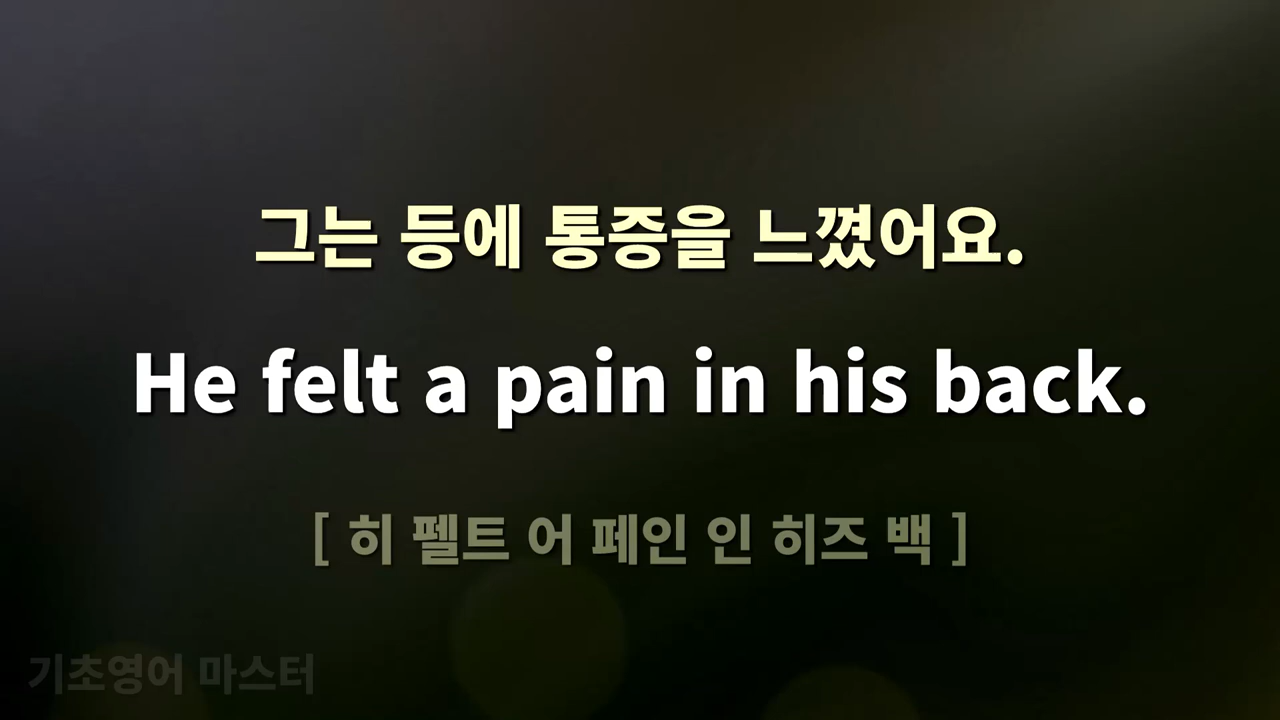 그는 등에 통증을 느꼈어요.
He felt a pain in his back.
[ 히 펠트 어 페인 인 히즈 백 ]
기초영어 마스터